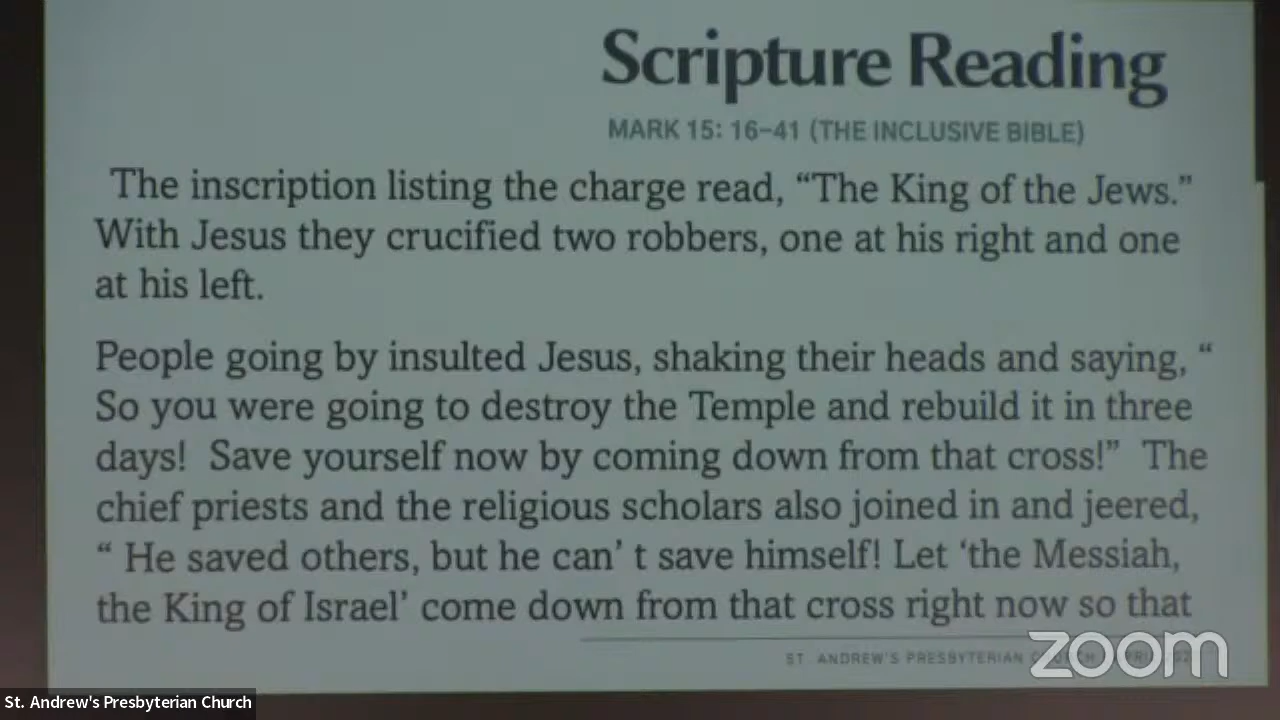 Scripture Reading
MARK 15: 16–41 (THE INCLUSIVE BIBLE)
The inscription listing the charge read, “The King of the Jews.”
With Jesus they crucified two robbers, one at his right and one
at his left.
People going by insulted Jesus, shaking their heads and saying, “
So you were going to destroy the Temple and rebuild it in three
days!  Save yourself now by coming down from that cross!”  The
chief priests and the religious scholars also joined in and jeered,
“ He saved others, but he can’ t save himself! Let ‘the Messiah,
the King of Israel’ come down from that cross right now so that
ST. ANDREW'S PRESBYTERIAN
zoom
St. Andrew's Presbyterian Church